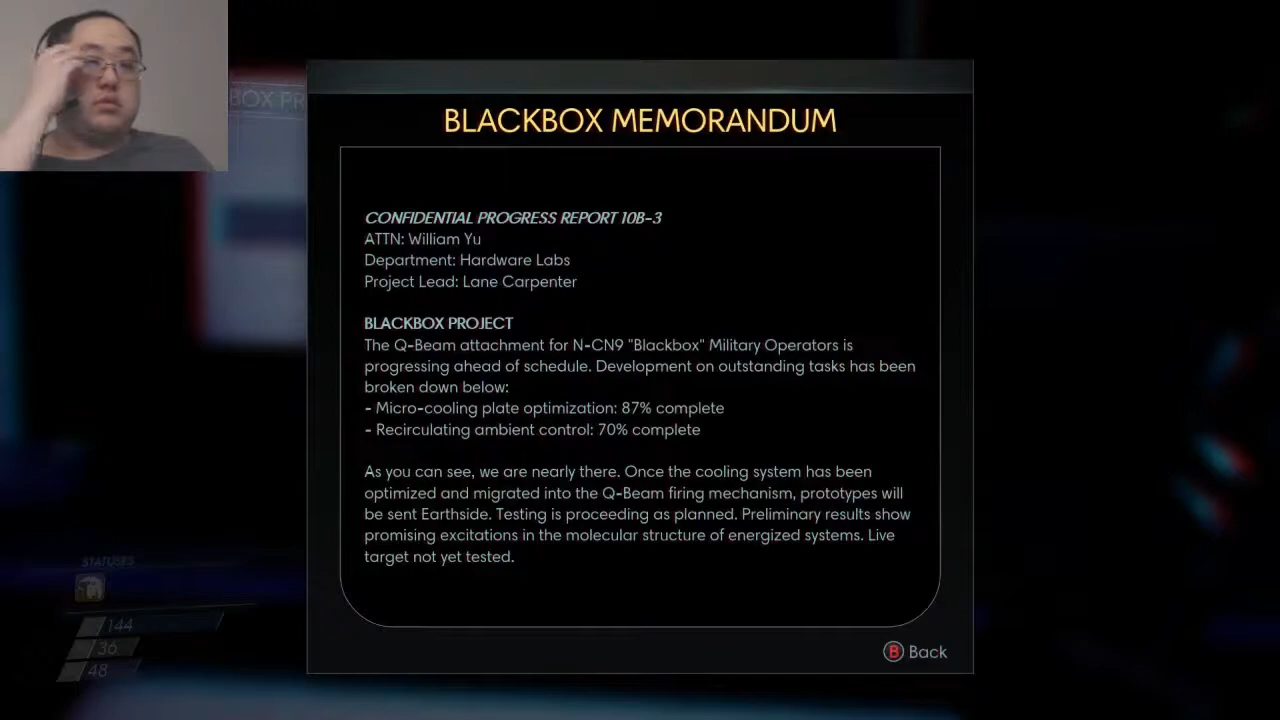 BOX PR
BLACKBOX MEMORANDUM
CONFIDENTIAL PROGRESS REPORT 10B-3
ATTN: William Yu
Department: Hardware Labs
Project Lead: Lane Carpenter
BLACKBOX PROJECT
The Q-Beam attachment for N-CN9 "Blackbox" Military Operators is
progressing ahead of schedule. Development on outstanding tasks has been
broken down below:
- Micro-cooling plate optimization: 87% complete
- Recirculating ambient control: 70% complete
As you can see, we are nearly there. Once the cooling system has been
optimized and migrated into the Q-Beam firing mechanism, prototypes will
be sent Earthside. Testing is proceeding as planned. Preliminary results show
promising excitations in the molecular structure of energized systems. Live
target not yet tested.
STATUSES
144
36
48
B Back